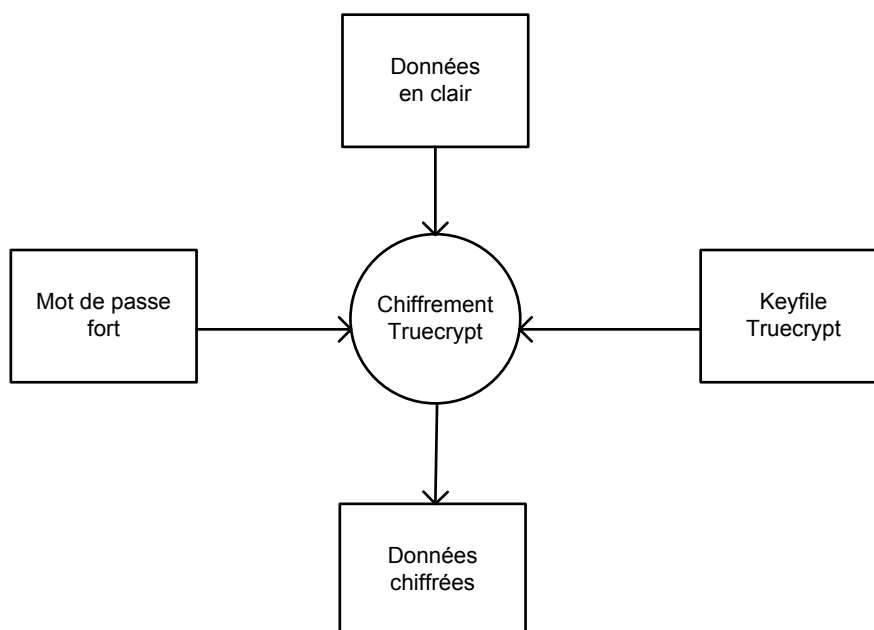 Données
en clair
Mot de passe
fort
Chiffrement
Truecrypt
Keyfile
Truecrypt
Données
chiffrées